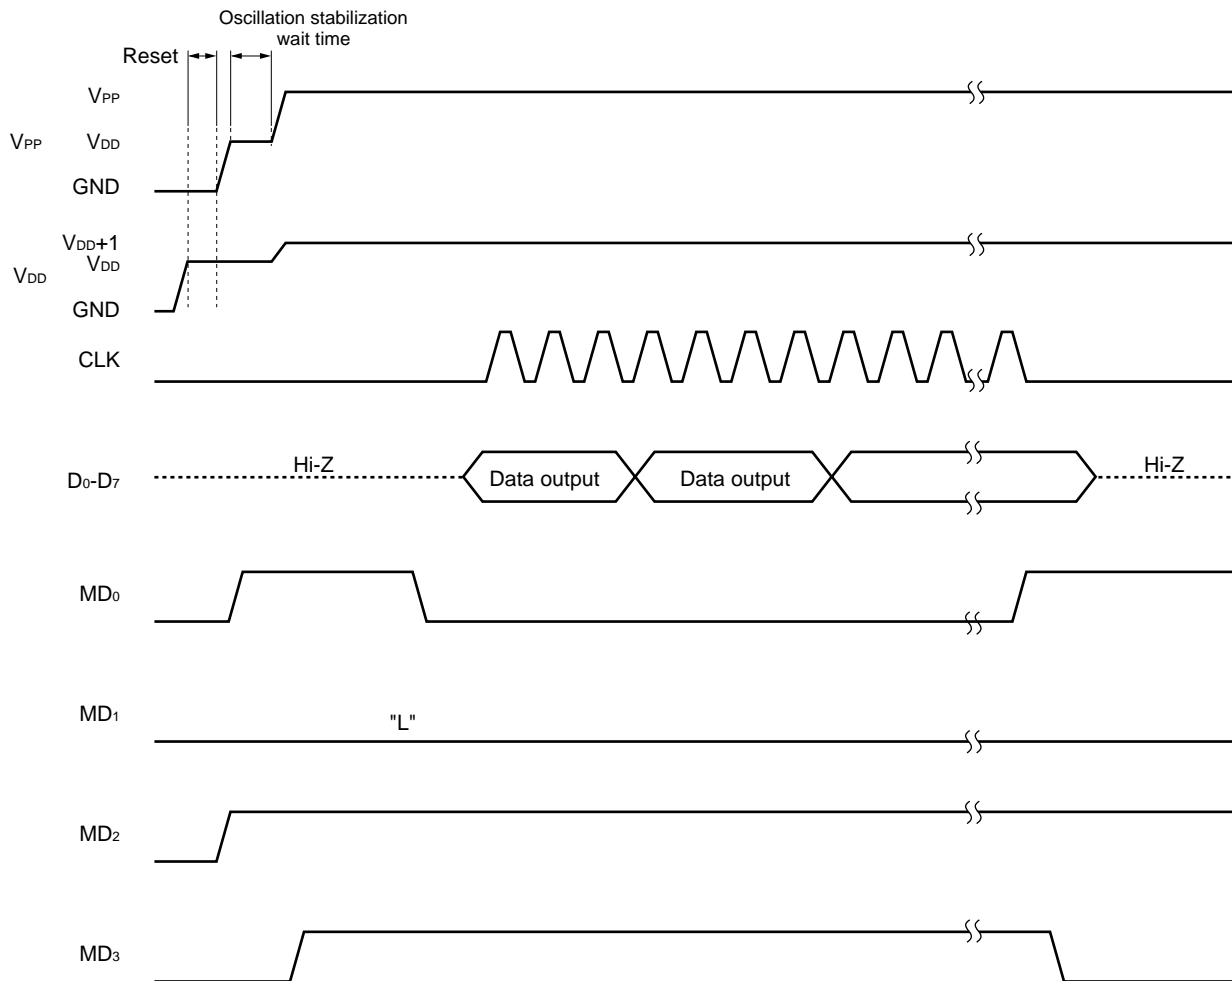 Oscillation stabilization
wait time
Reset
VPP
VPP VDD
GND
VDD+1
VDD VDD
GND
CLK
D0-D7 Hi-Z Data output Data output Hi-Z
MD0
MD1 "L"
MD2
MD3